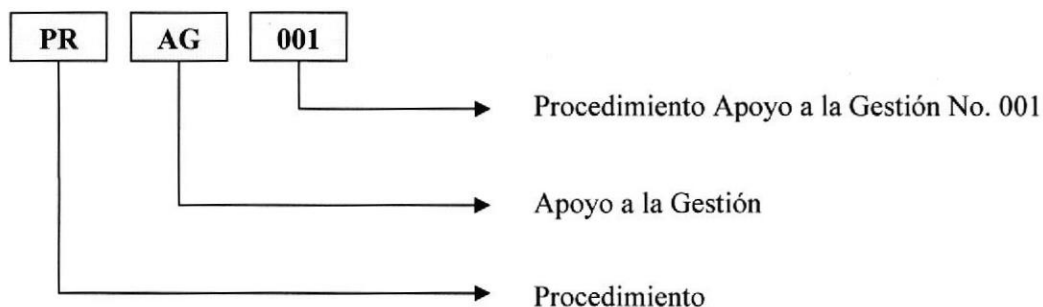 PR AG 001
Procedimiento Apoyo a la Gestión No. 001
Apoyo a la Gestión
Procedimiento